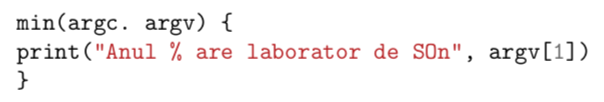 min(argc. argv) {
print("Anul % are laborator de SOn", argv[1])
}